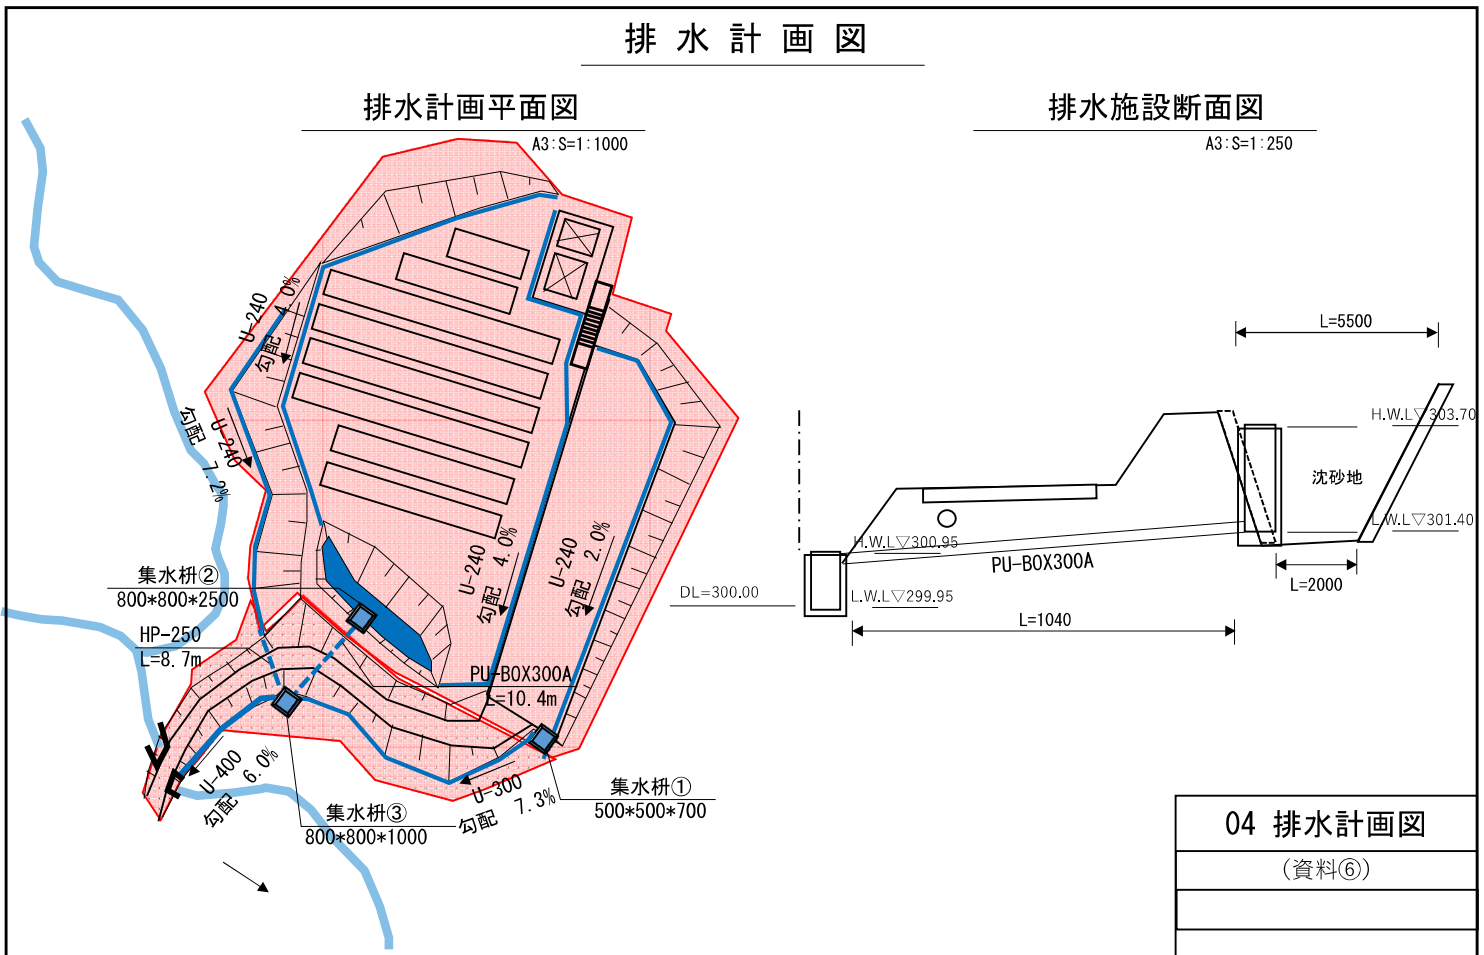 排水計画図
排水計画平面図
A3:S=1:1000
排水施設断面図
A3:S=1:250
U-240
勾配 4.0%
U-240
勾配 7.2%
集水枡②
800*800*2500
HP-250
L=8.7m
U-240
勾配 4.0%
U-240
勾配 2.0%
PU-BOX300A
L=10.4m
U-400
勾配 6.0%
U-300
勾配 7.3%
集水枡③
800*800*1000
集水枡①
500*500*700
L=5500
H.W.L▽303.70
沈砂地
L.W.L▽301.40
H.W.L▽300.95
PU-BOX300A
L=2000
DL=300.00
L.W.L▽299.95
L=1040
04 排水計画図
(資料⑥)